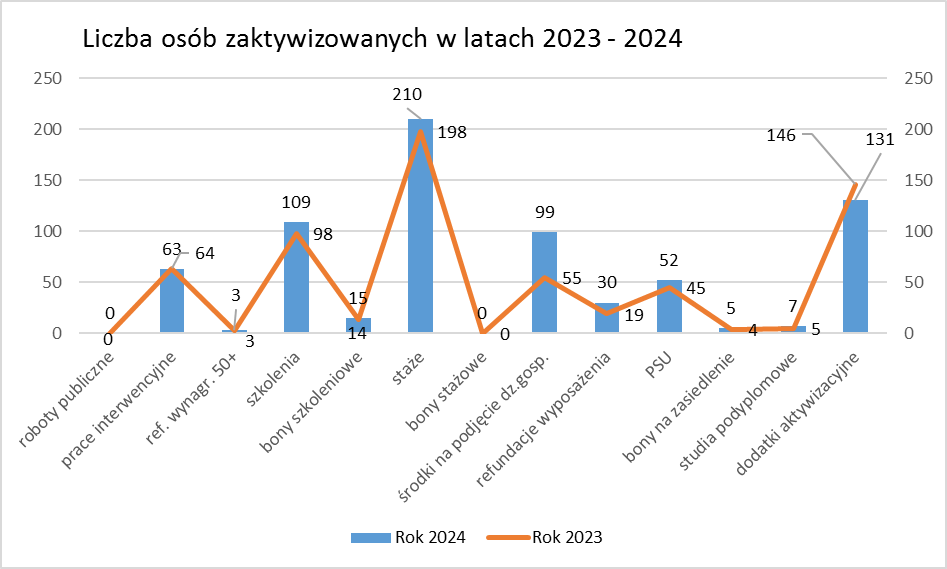 Liczba osób zaktywizowanych w latach 2023 - 2024
250
200
150
100
50
0
250
200
150
100
50
0
0
0
63
64
3
3
109
98
15
14
210
198
0
0
99
55
30
19
52
45
5
4
7
5
146
131
roboty publiczne
prace interwencyjne
ref. wynagr. 50+
szkolenia
bony szkoleniowe
staże
bony stażowe
środki na podjęcie dz.gosp.
refundacje wyposażenia
PSU
bony na zasiedlenie
studia podyplomowe
dodatki aktywizacyjne
Rok 2024
Rok 2023